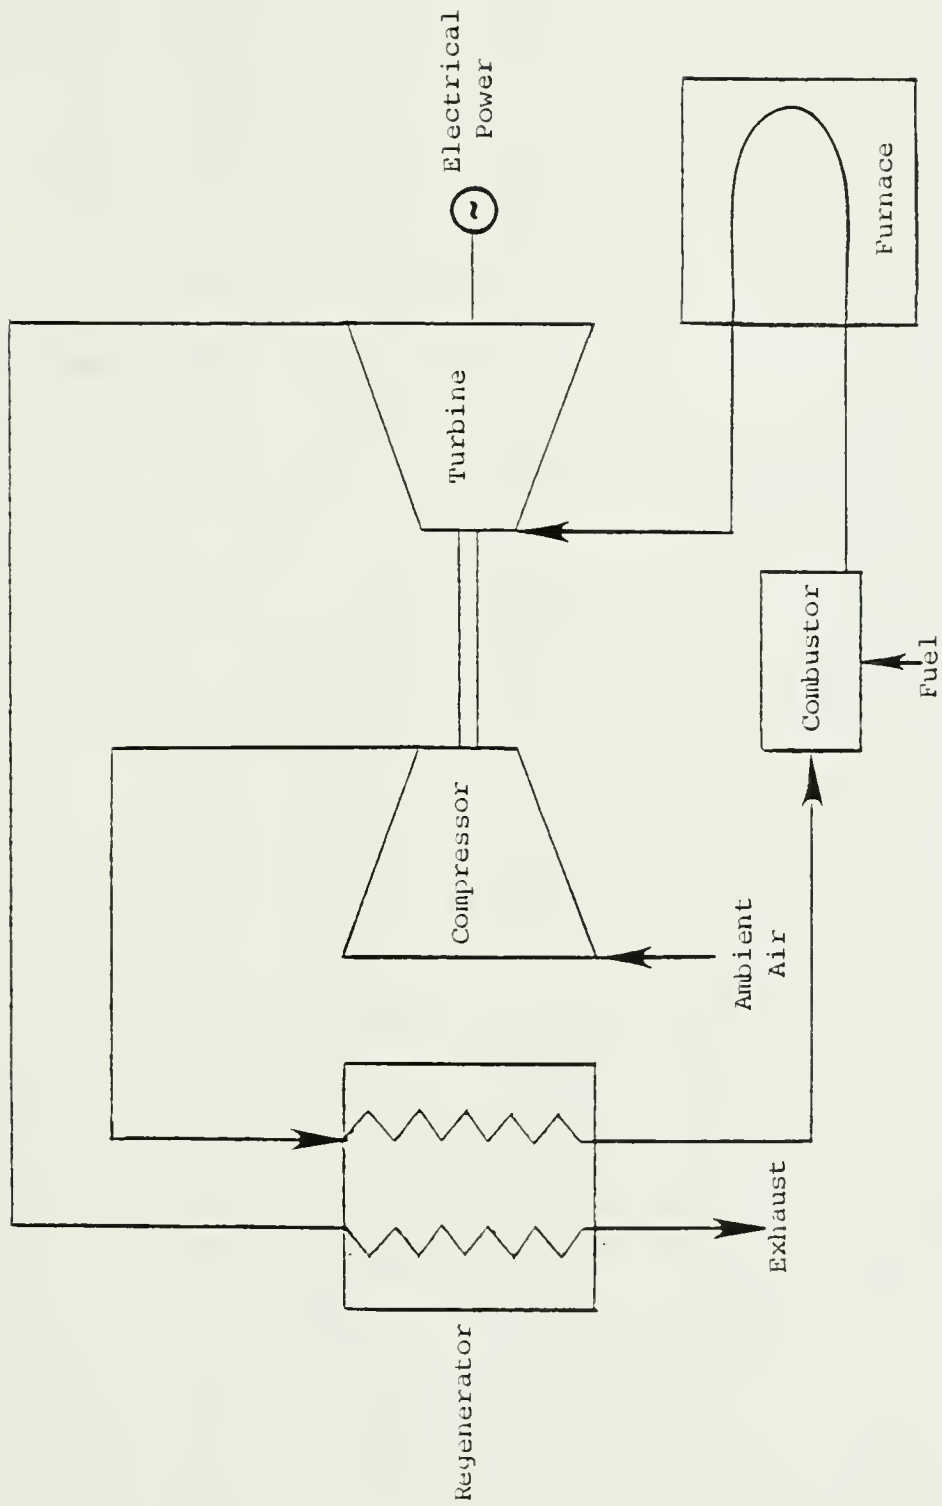 Electrical
Power
Turbine
Furnace
Compressor
Combustor
Fuel
Ambient
Air
Exhaust
Regenerator